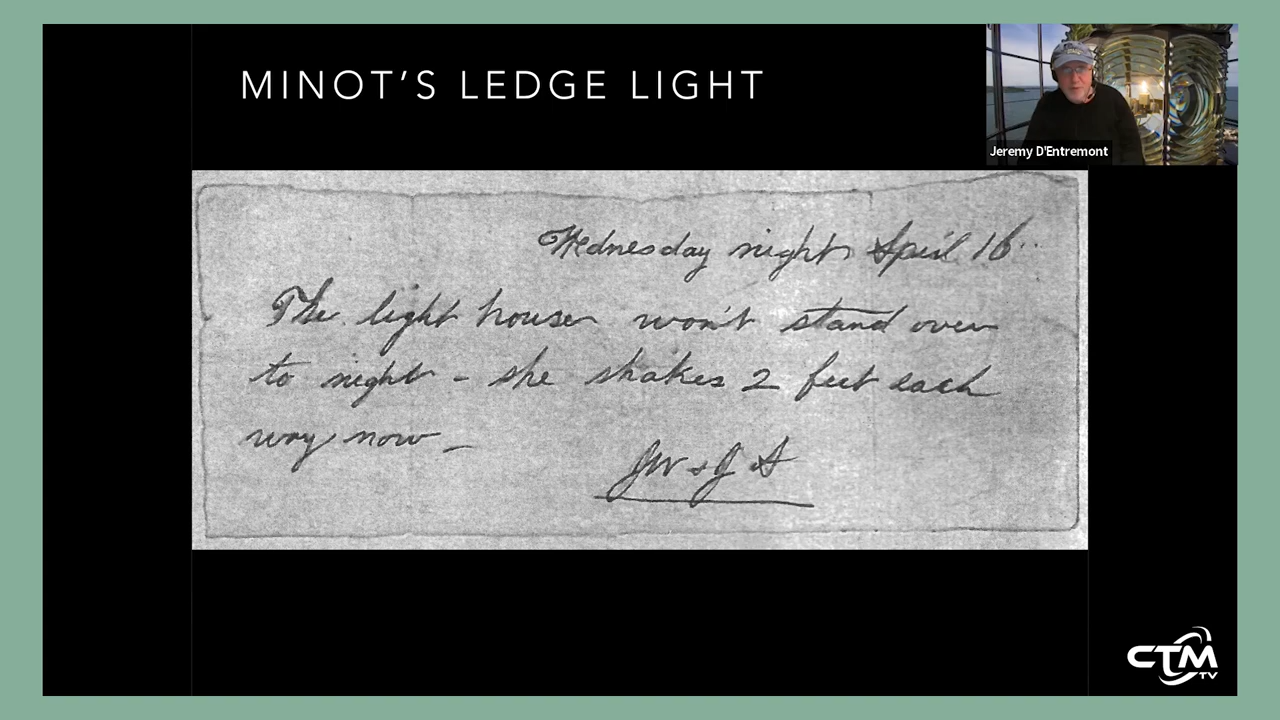 MINOT'S LEDGE LIGHT
Jeremy D'Entremont
Wednesday night April 16
The light house won't stand over
to night - she shakes 2 feet each
way now -
JW & J A
CTM
TV